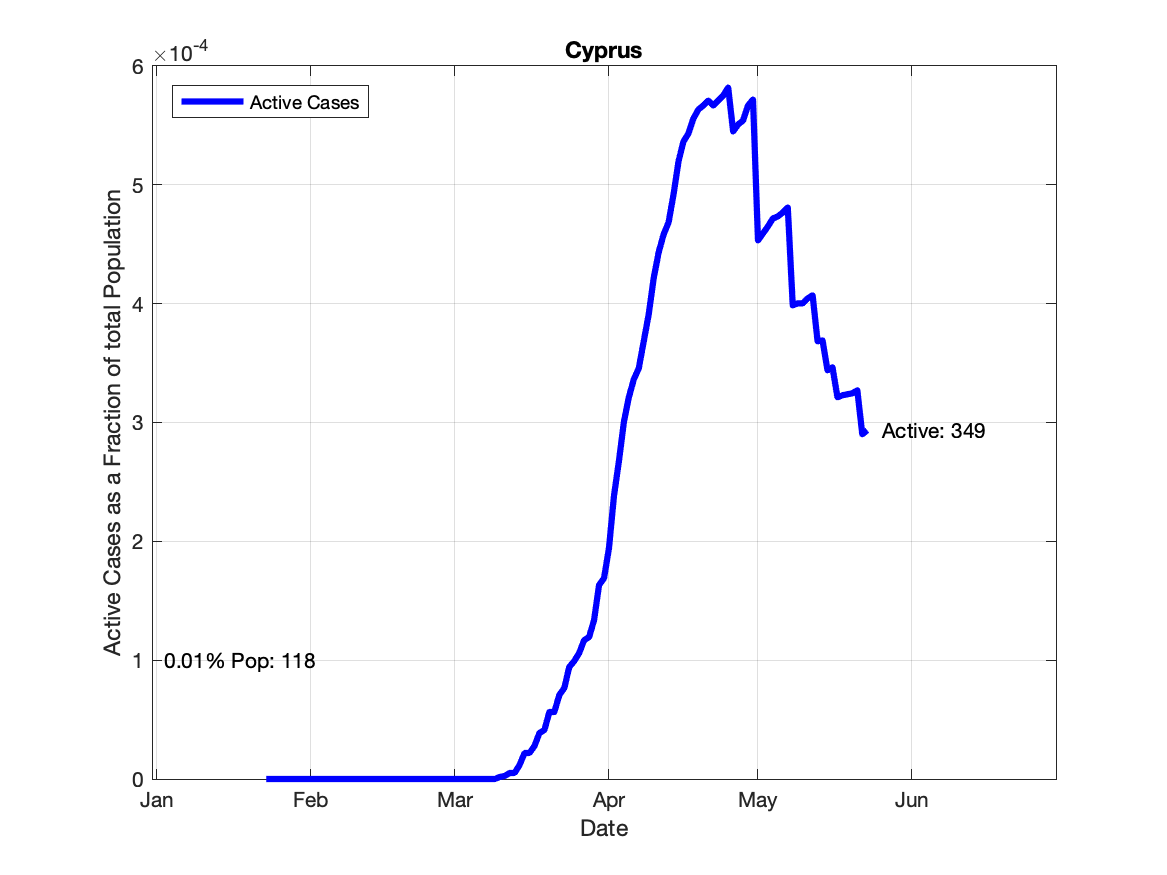 Cyprus
×10-4
Active Cases
6
5
4
3
2
1
0
0.01% Pop: 118
Active: 349
Active Cases as a Fraction of total Population
Jan Feb Mar Apr May Jun
Date